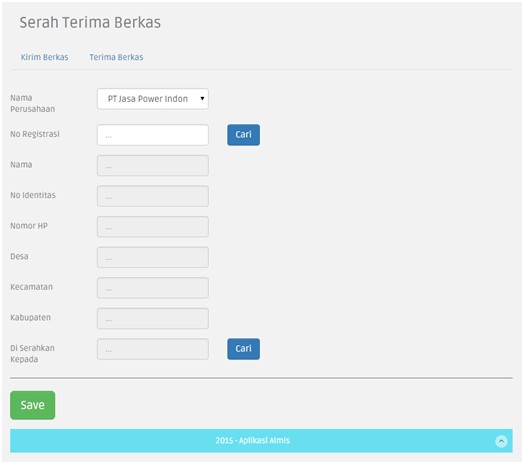 Serah Terima Berkas
Kirim Berkas Terima Berkas
Nama
Perusahaan
PT Jasa Power Indon
No Registrasi ... Cari
Nama ...
No Identitas ...
Nomor HP ...
Desa ...
Kecamatan ...
Kabupaten ...
Di Serahkan
Kepada
... Cari
Save
2015 - Aplikasi Almis